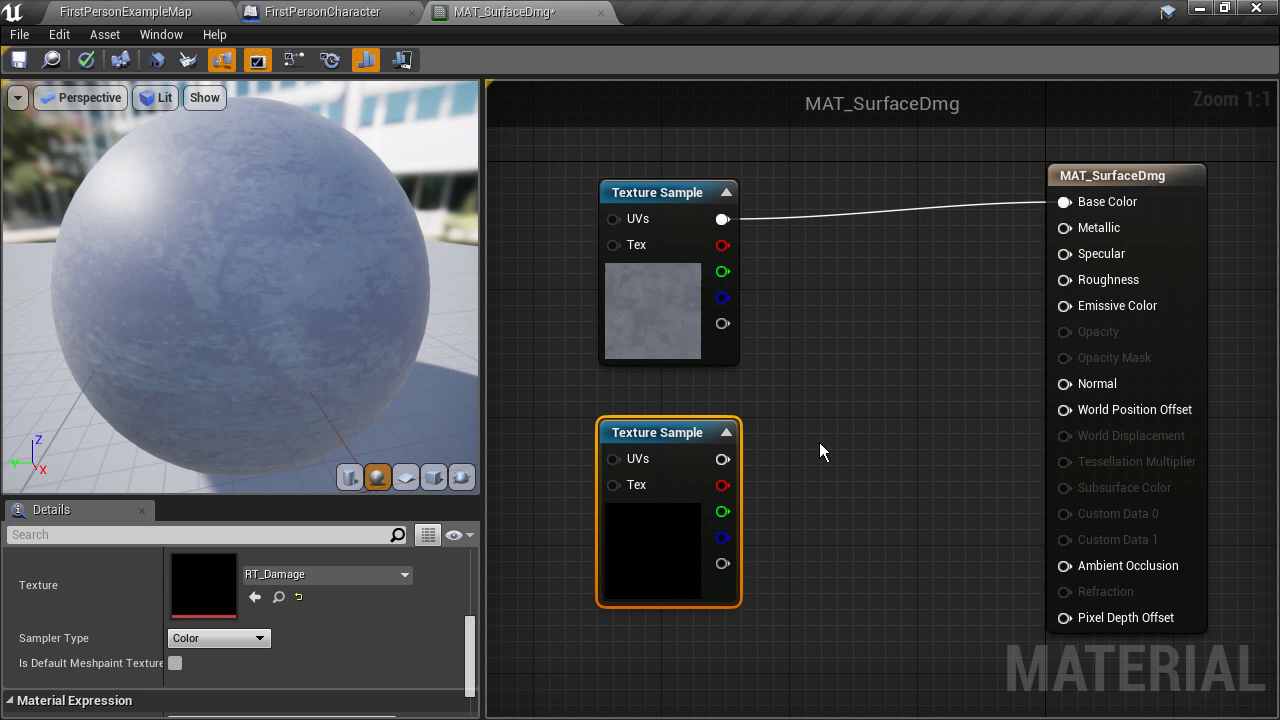 FirstPersonExampleMap
FirstPersonCharacter
MAT_SurfaceDmg*
File Edit Asset Window Help
Perspective Lit Show
MAT_SurfaceDmg
Zoom 1:1
Texture Sample
UVs
Tex
Texture Sample
UVs
Tex
MAT_SurfaceDmg
Base Color
Metallic
Specular
Roughness
Emissive Color
Opacity
Opacity Mask
Normal
World Position Offset
World Displacement
Tessellation Multiplier
Subsurface Color
Custom Data 0
Custom Data 1
Ambient Occlusion
Refraction
Pixel Depth Offset
MATERIAL
Z
Y
X
Details
Search
Texture
RT_Damage
Sampler Type
Color
Is Default Meshpaint Texture
Material Expression